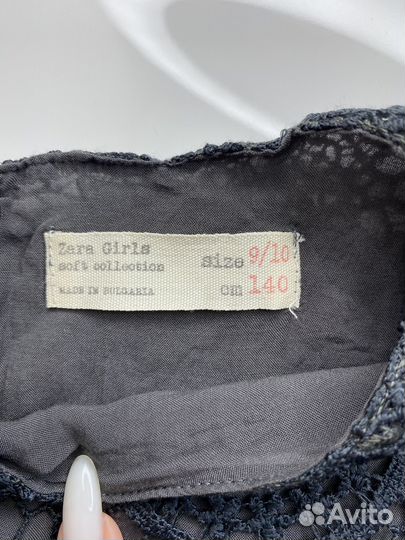 Zara Girls
soft collection
MADE IN BULGARIA
size 9/10
cm 140
Avito